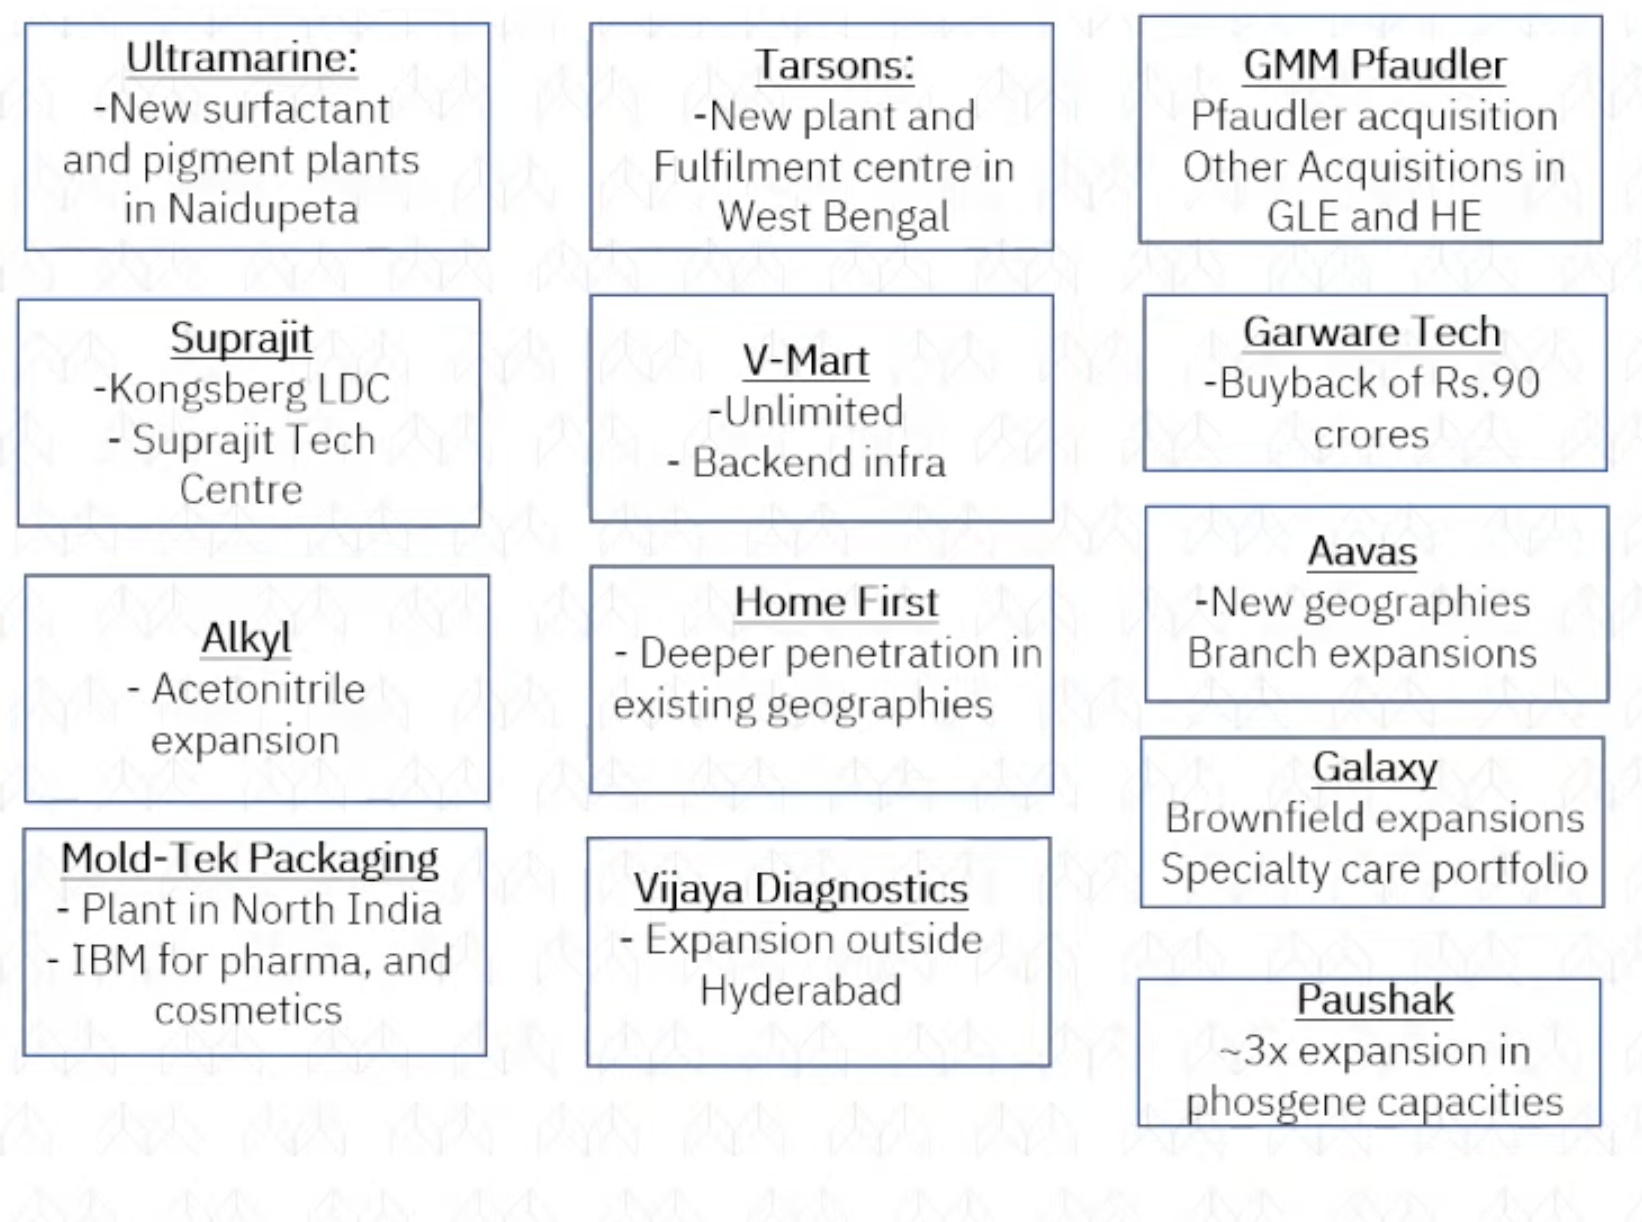 Ultramarine:
-New surfactant
and pigment plants
in Naidupeta
Tarsons:
-New plant and
Fulfilment centre in
West Bengal
GMM Pfaudler
Pfaudler acquisition
Other Acquisitions in
GLE and HE
Suprajit
-Kongsberg LDC
- Suprajit Tech
Centre
V-Mart
-Unlimited
- Backend infra
Garware Tech
-Buyback of Rs.90
crores
Alkyl
- Acetonitrile
expansion
Home First
- Deeper penetration in
existing geographies
Aavas
-New geographies
Branch expansions
Galaxy
Brownfield expansions
Specialty care portfolio
Mold-Tek Packaging
- Plant in North India
- IBM for pharma, and
cosmetics
Vijaya Diagnostics
- Expansion outside
Hyderabad
Paushak
~3x expansion in
phosgene capacities